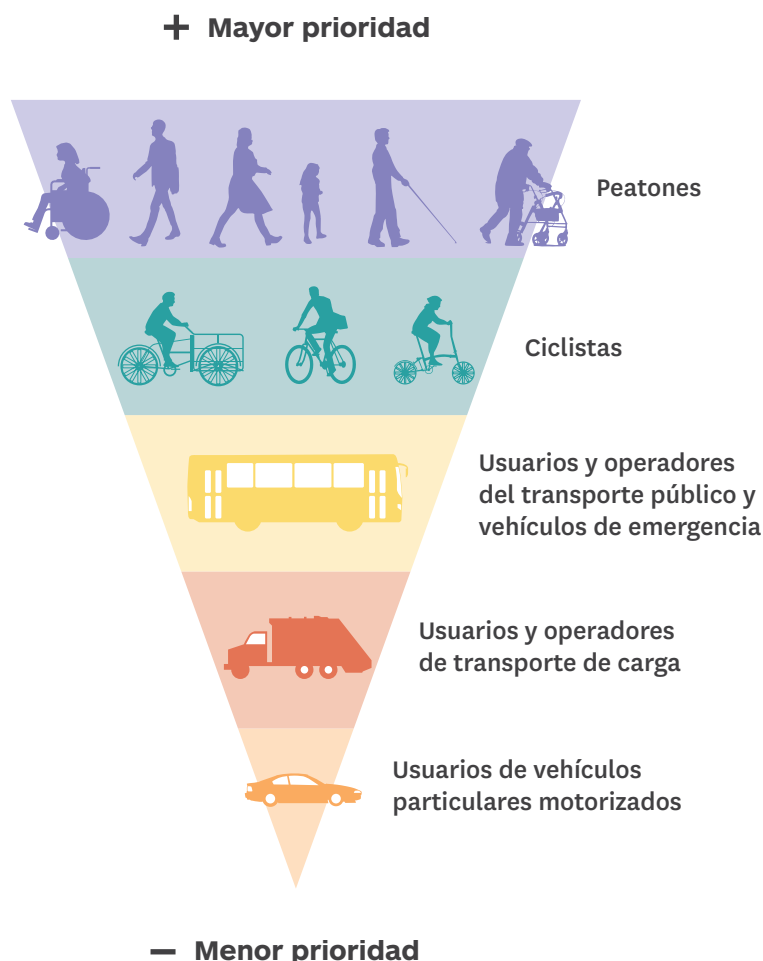 + Mayor prioridad
Peatones
Ciclistas
Usuarios y operadores
del transporte público y
vehículos de emergencia
Usuarios y operadores
de transporte de carga
Usuarios de vehículos
particulares motorizados
− Menor prioridad